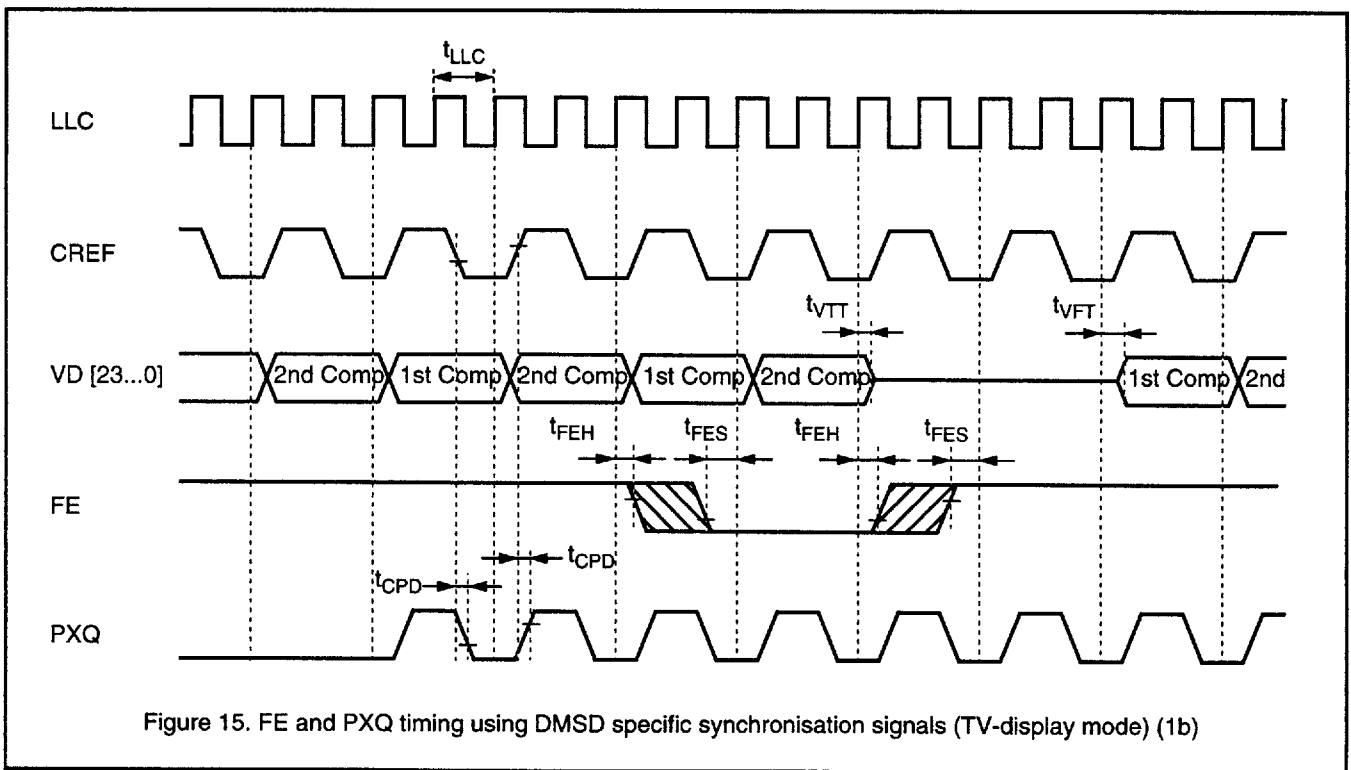 tLLC
LLC
CREF
tVTT
tVFT
VD [23...0]
2nd Comp
1st Comp
2nd Comp
1st Comp
2nd Comp
1st Comp
2nd
tFEH
tFES
tFEH
tFES
FE
tCPD
tCPD
PXQ
Figure 15. FE and PXQ timing using DMSD specific synchronisation signals (TV-display mode) (1b)